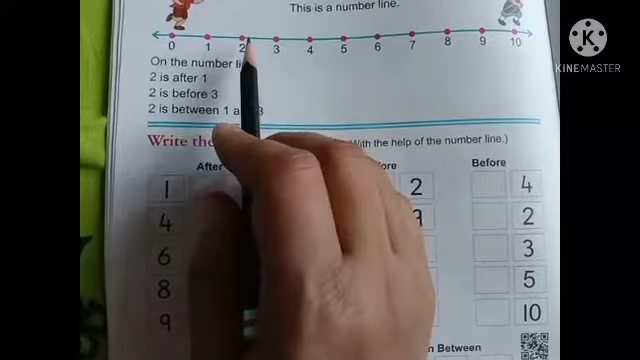 This is a number line.
0 1 2 3 4 5 6 7 8 9 10
On the number
2 is after 1
2 is before 3
2 is between 1 3
Write the With the help of the number line.)
After Before
1 2 4
4 9 2
6 3
8 5
9 10
Between
KINEMASTER